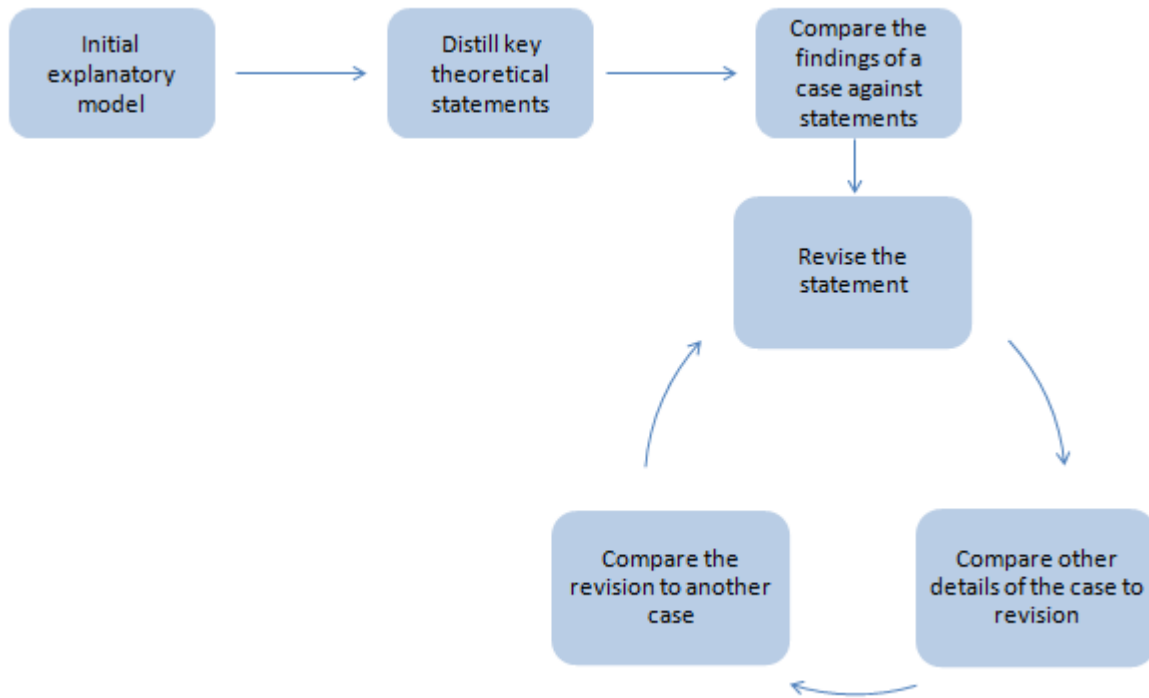 Initial
explanatory
model
Distill key
theoretical
statements
Compare the
findings of a
case against
statements
Revise the
statement
Compare the
revision to another
case
Compare other
details of the case to
revision